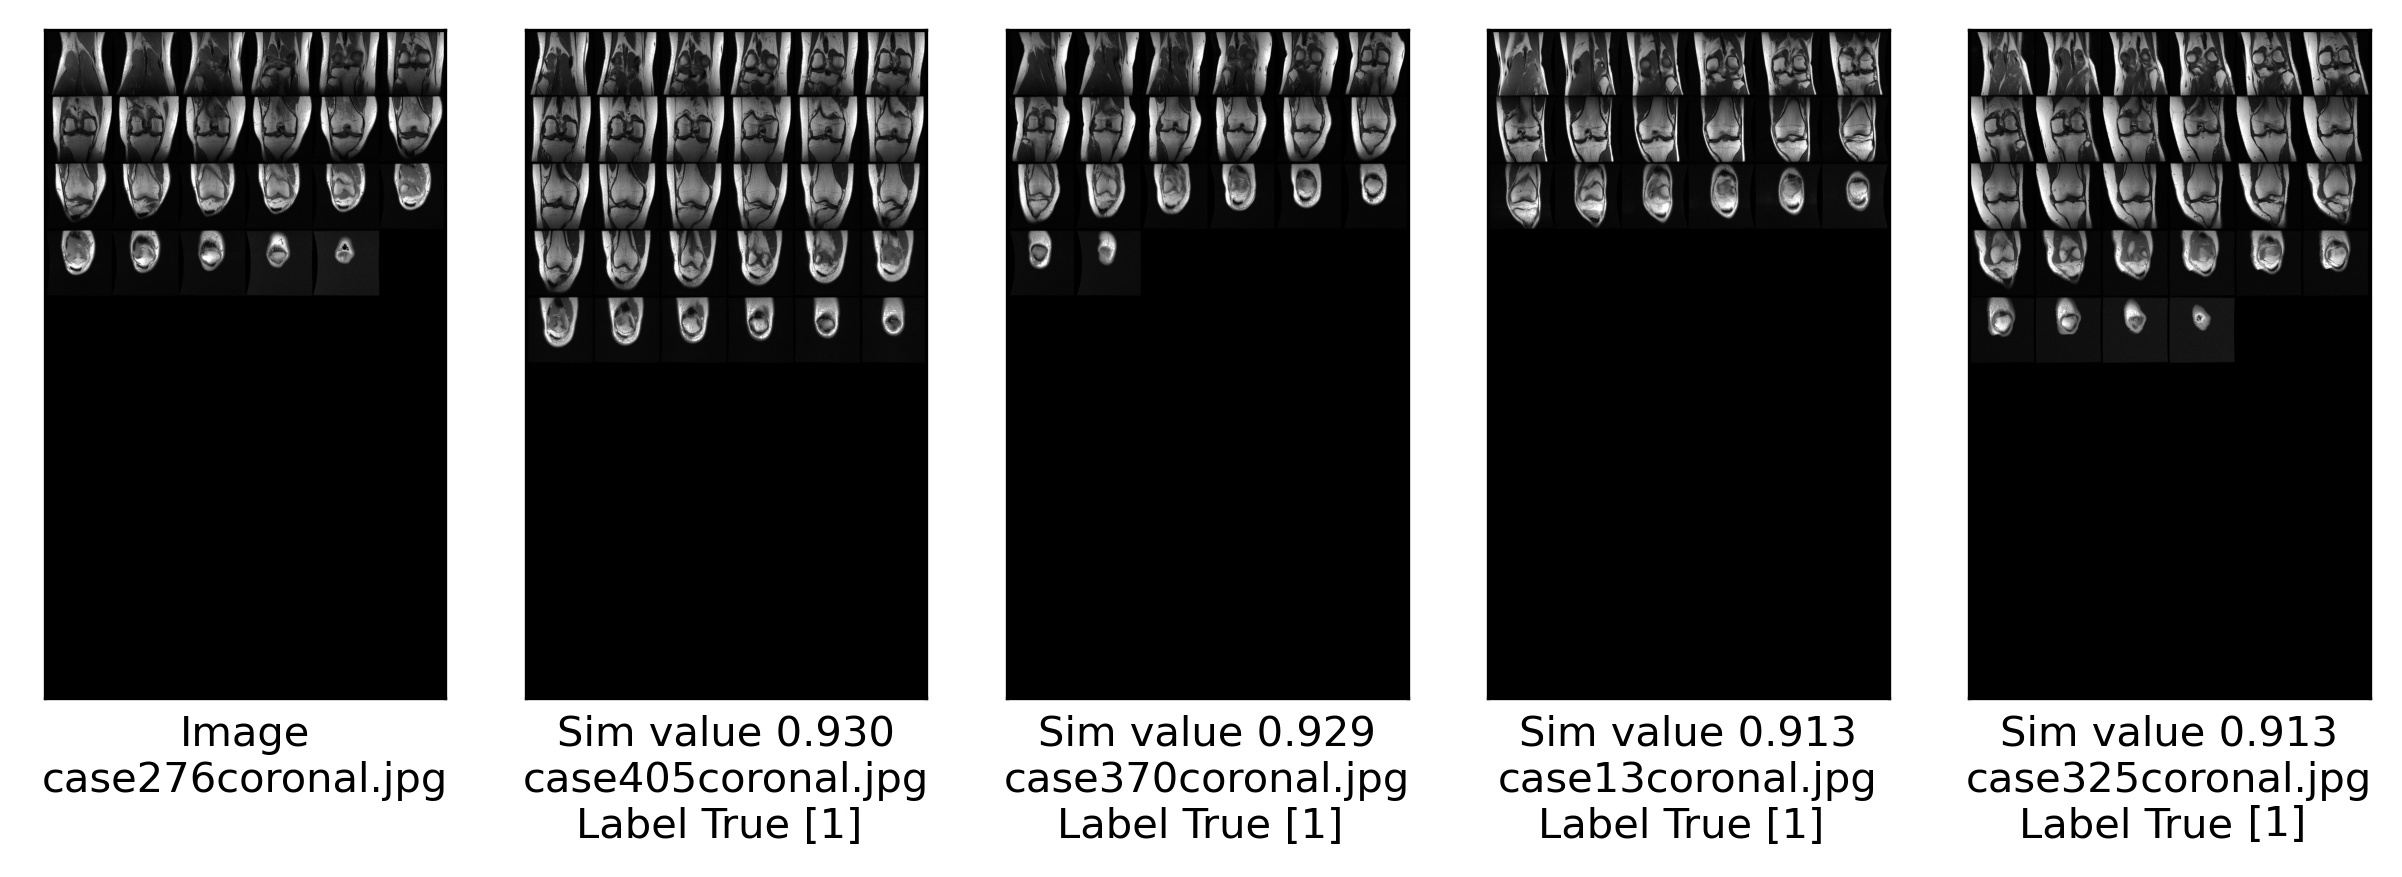 Image
case276coronal.jpg
Sim value 0.930
case405coronal.jpg
Label True [1]
Sim value 0.929
case370coronal.jpg
Label True [1]
Sim value 0.913
case13coronal.jpg
Label True [1]
Sim value 0.913
case325coronal.jpg
Label True [1]